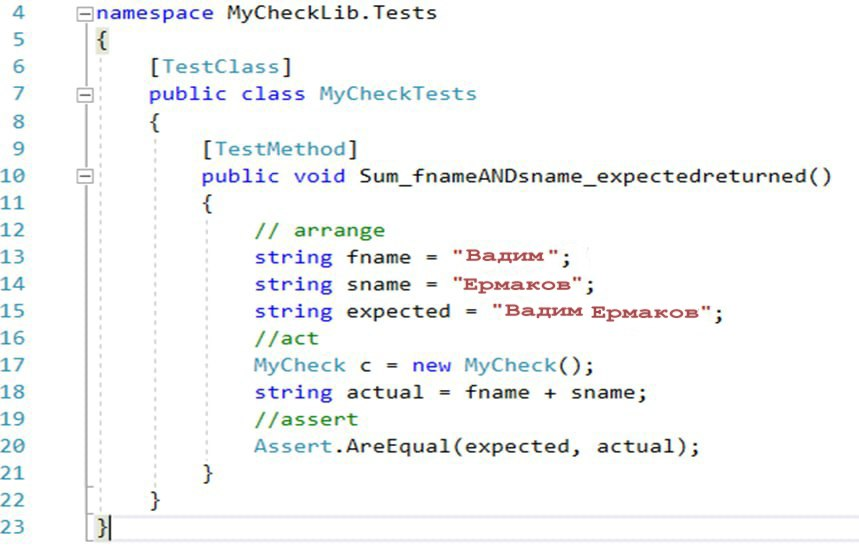 4 namespace MyCheckLib.Tests
5 {
6 [TestClass]
7 public class MyCheckTests
8 {
9 [TestMethod]
10 public void Sum_fnameANDsname_expectedreturned()
11 {
12 // arrange
13 string fname = "Вадим";
14 string sname = "Ермаков";
15 string expected = "Вадим Ермаков";
16 //act
17 MyCheck c = new MyCheck();
18 string actual = fname + sname;
19 //assert
20 Assert.AreEqual(expected, actual);
21 }
22 }
23 }